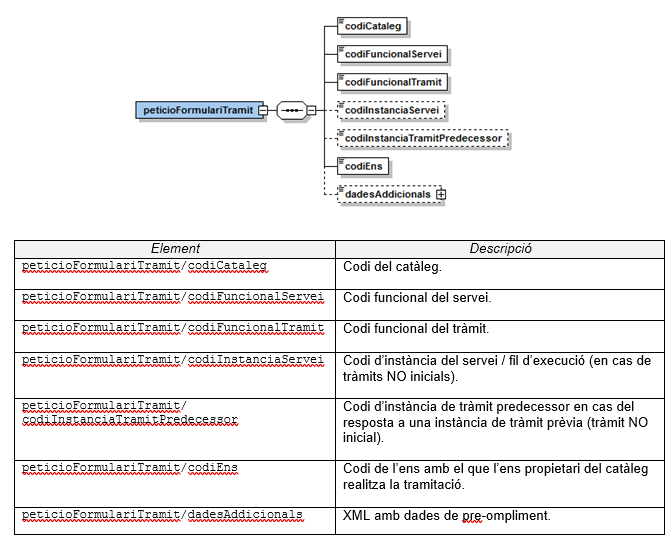 codiCataleg
codiFuncionalServei
codiFuncionalTramit
peticioFormulariTramit
codiInstanciaServei
codiInstanciaTramitPredecessor
codiEns
dadesAddicionals
Element Descripció
peticioFormulariTramit/codiCataleg Codi del catàleg.
peticioFormulariTramit/codiFuncionalServei Codi funcional del servei.
peticioFormulariTramit/codiFuncionalTramit Codi funcional del tràmit.
peticioFormulariTramit/codiInstanciaServei Codi d’instància del servei / fil d’execució (en cas de
tràmits NO inicials).
peticioFormulariTramit/
codiInstanciaTramitPredecessor
Codi d’instància de tràmit predecessor en cas del
resposta a una instància de tràmit prèvia (tràmit NO
inicial).
peticioFormulariTramit/codiEns Codi de l’ens amb el que l’ens propietari del catàleg
realitza la tramitació.
peticioFormulariTramit/dadesAddicionals XML amb dades de pre-ompliment.